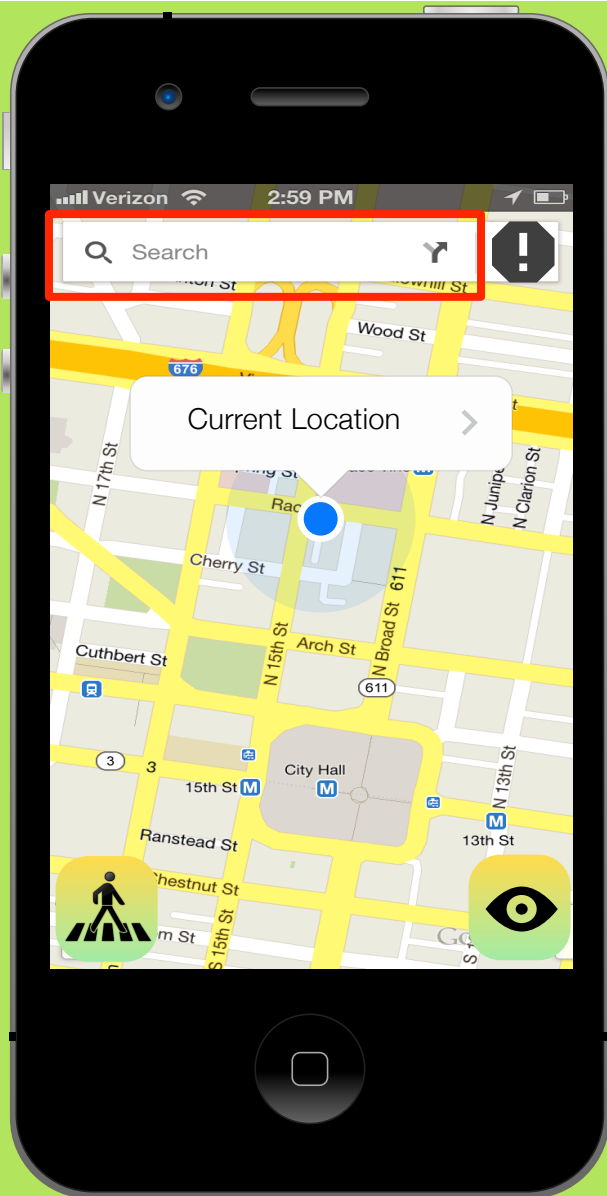 Verizon 2:59 PM
Search
Wood St
676
Current Location
N 17th St
N Clarion St
Cherry St
N 15th St
Arch St
N Broad St 611
Cuthbert St
611
3 3
City Hall
N 13th St
15th St M
M
M
13th St
Ranstead St
hestnut St
m St
S 15th St